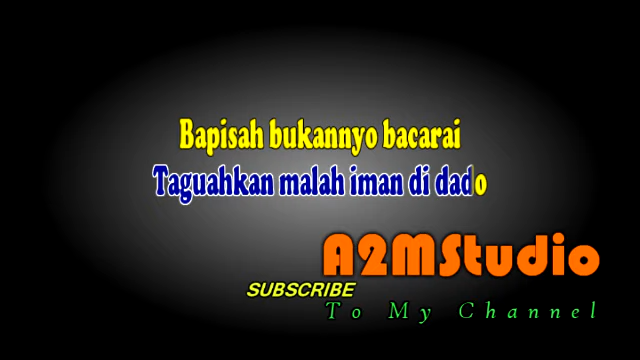 Bapisah bukannyo bacarai
Taguahkan malah iman di dado
A2MStudio
SUBSCRIBE
To My Channel